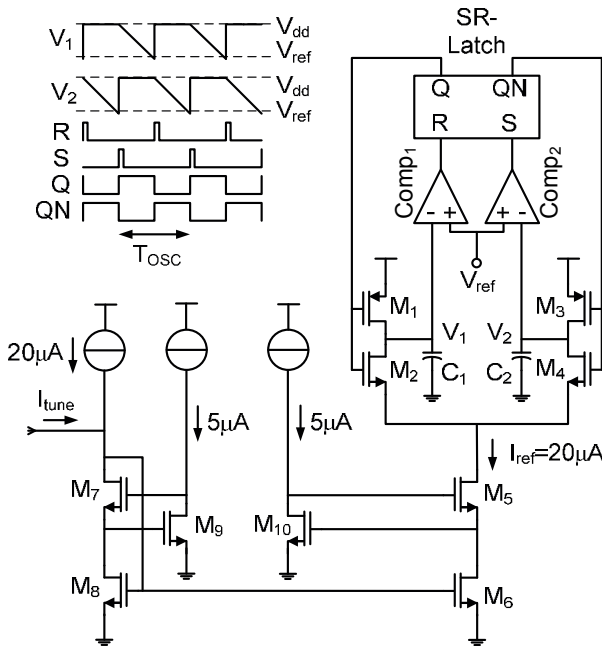 SR-
Latch
V1
Vdd
Vref
V2
Vdd
Vref
R
S
Q
QN
TOSC
Q QN
R S
Comp1
Comp2
- + + -
Vref
M1
M3
V1 V2
M2
C1 C2
M4
20μA
Itune
5μA
5μA
Iref=20μA
M7
M5
M9
M10
M8
M6